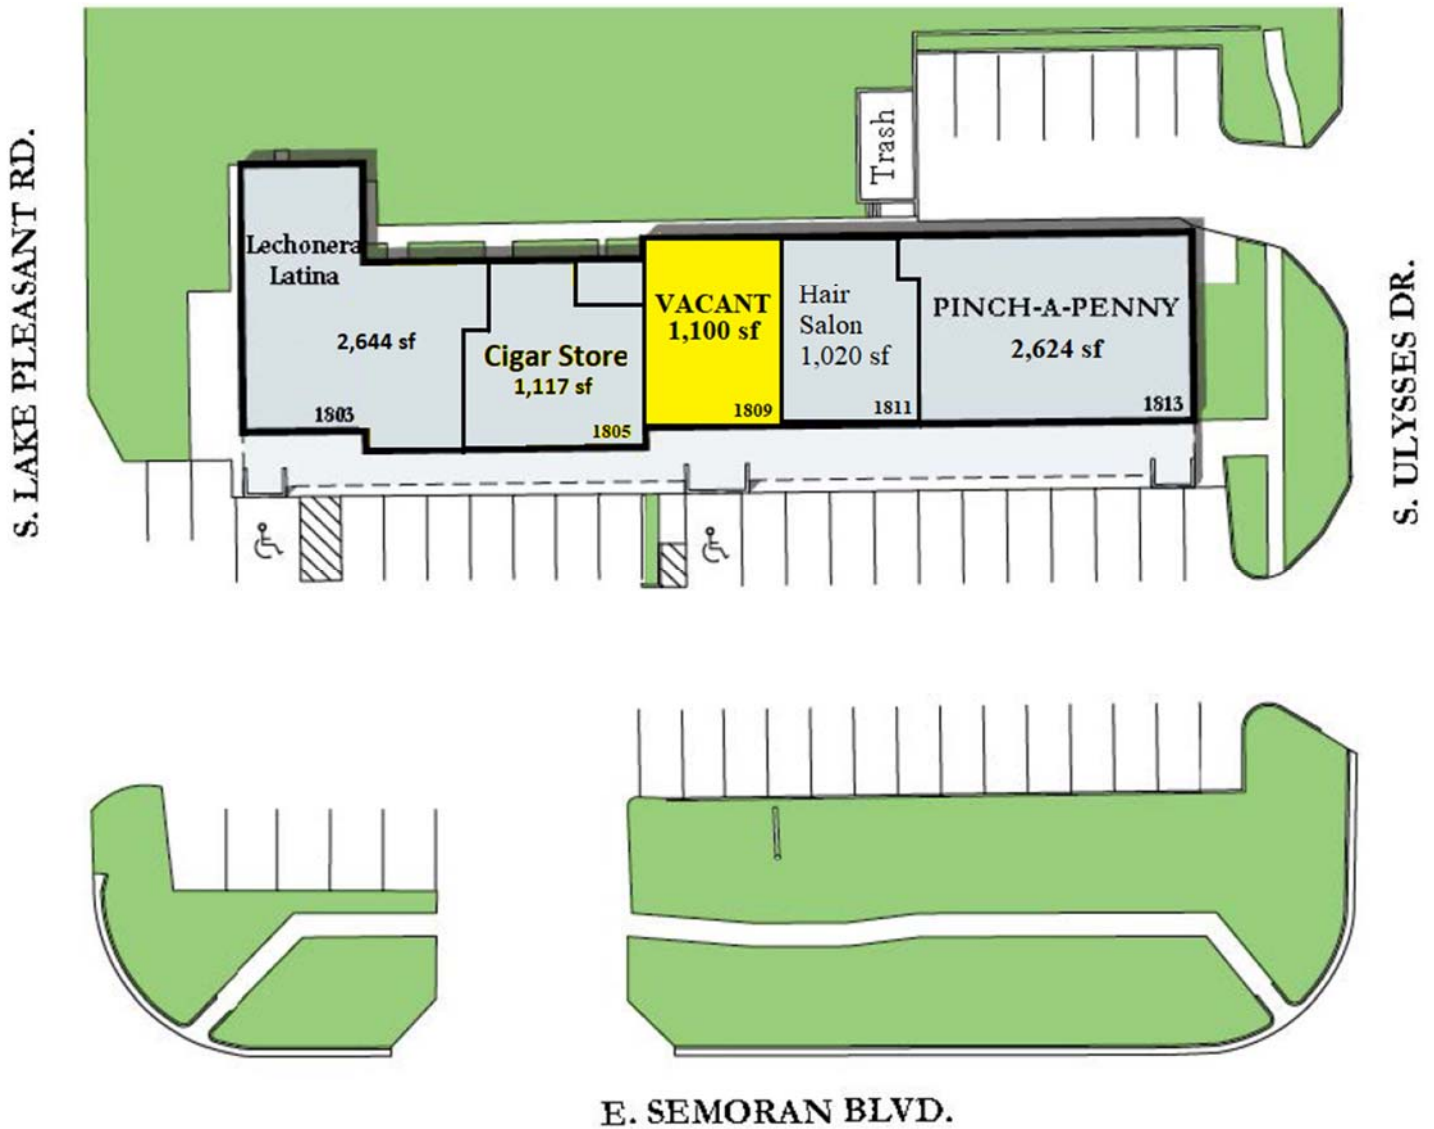 Trash
S. LAKE PLEASANT RD.
Lechonera
Latina
2,644 sf
1803
Cigar Store
1,117 sf
1805
VACANT
1,100 sf
1809
Hair
Salon
1,020 sf
1811
PINCH-A-PENNY
2,624 sf
1813
S. ULYSSES DR.
E. SEMORAN BLVD.